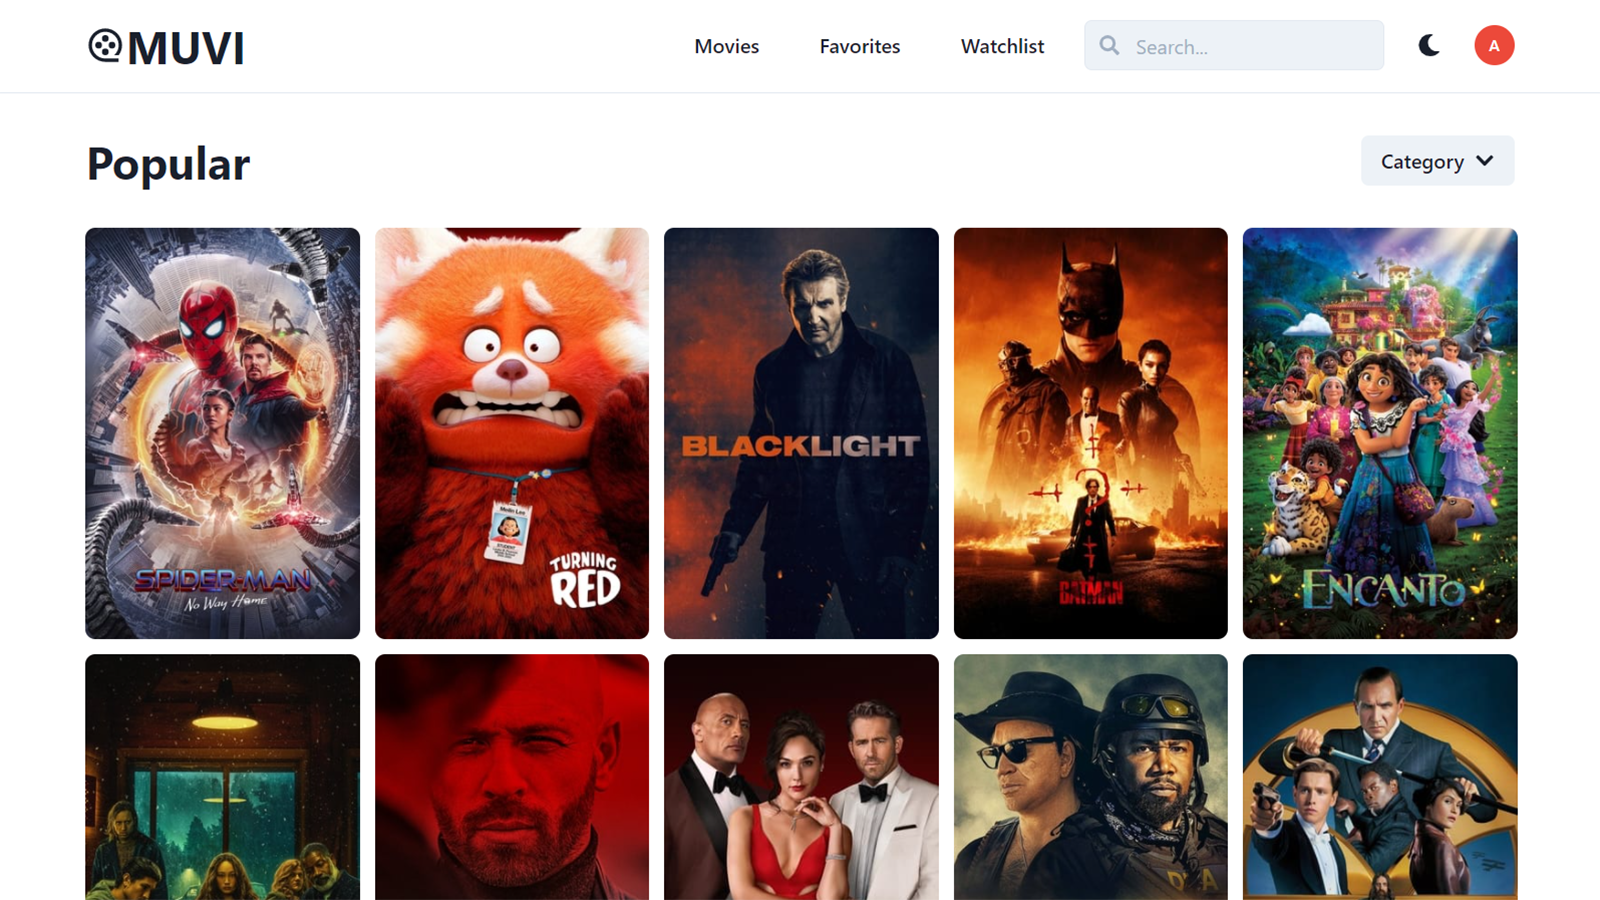 MUVI
Movies
Favorites
Watchlist
Search...
A
Popular
Category
SPIDER-MAN
No Way Home
Meilin Lee
STUDENT
TURNING
RED
BLACKLIGHT
THE
BATMAN
ENCANTO